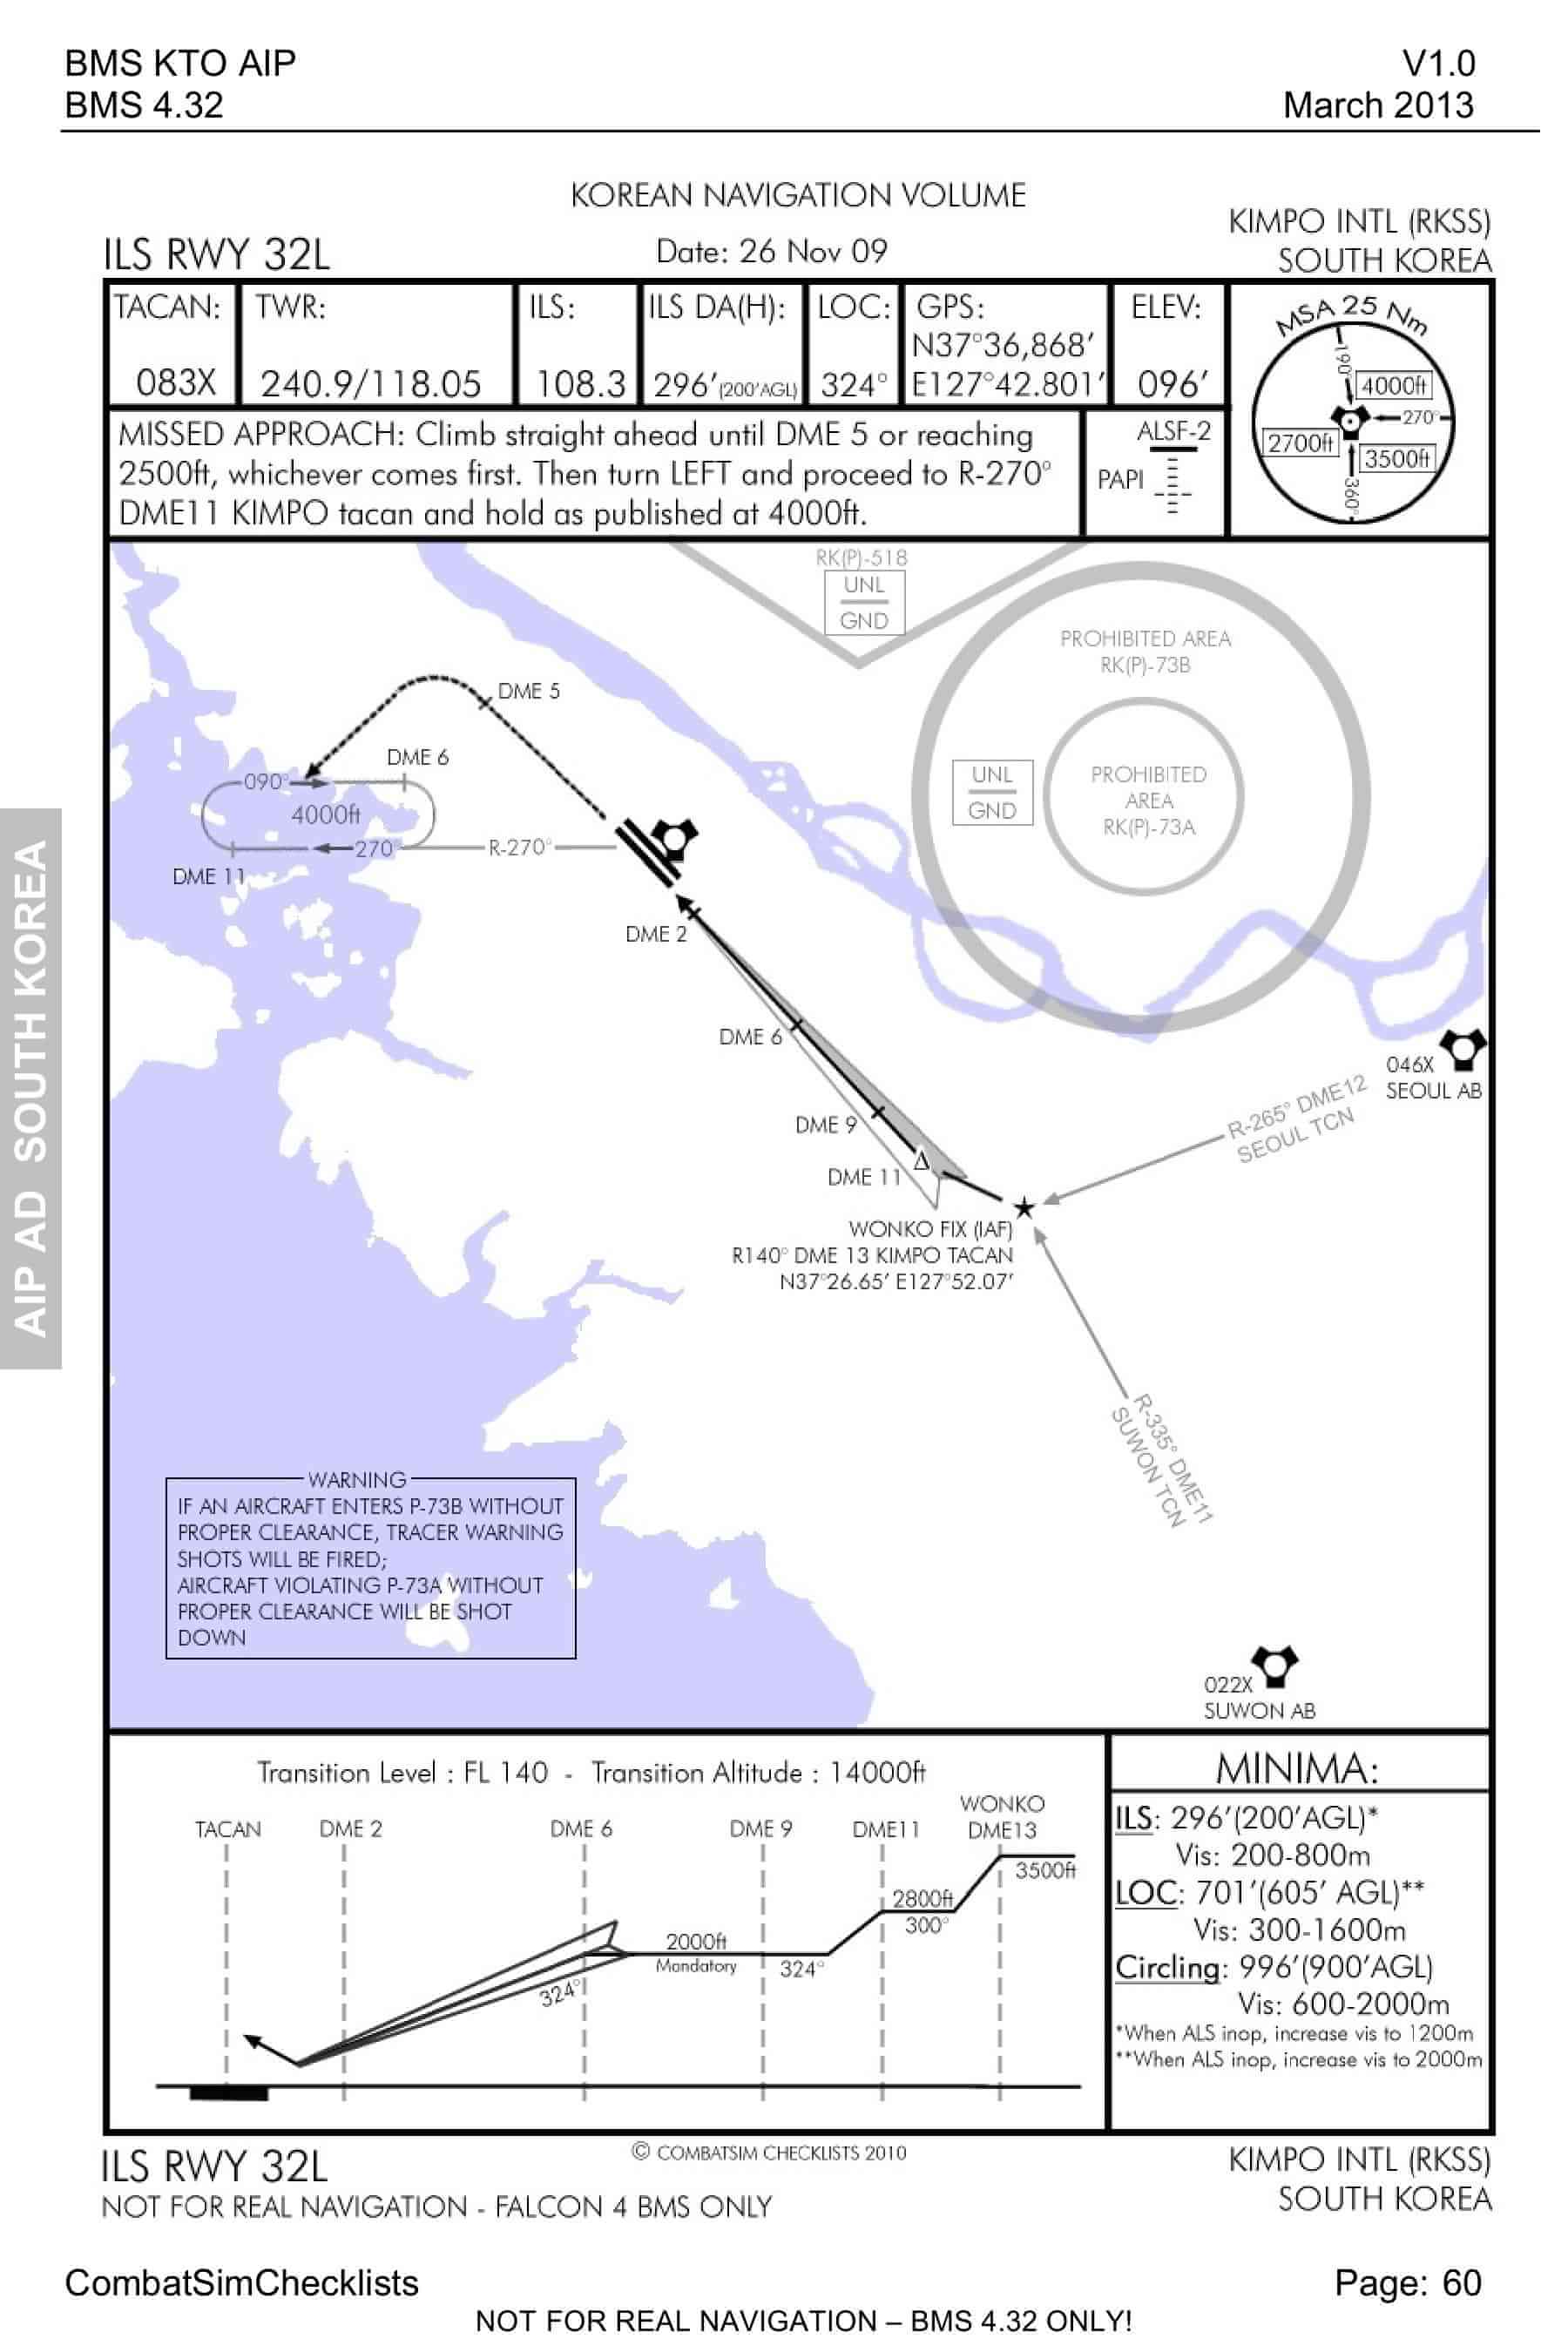 BMS KTO AIP
V1.0
BMS 4.32
March 2013
KOREAN NAVIGATION VOLUME
KIMPO INTL (RKSS)
ILS RWY 32L
Date: 26 Nov 09
SOUTH KOREA
TACAN:
083X
TWR:
240.9/118.05
ILS:
108.3
ILS DA(H):
296'(200'AGL)
LOC:
324°
GPS:
N37°36,868'
E127°42.801'
ELEV:
096'
MSA 25 Nm
190°
4000ft
270°
2700ft
3500ft
360°
MISSED APPROACH: Climb straight ahead until DME 5 or reaching
2500ft, whichever comes first. Then turn LEFT and proceed to R-270°
DME11 KIMPO tacan and hold as published at 4000ft.
ALSF-2
PAPI
RK(P)-518
UNL
GND
PROHIBITED AREA
RK(P)-73B
DME 5
DME 6
090°
4000ft
270°
R-270°
DME 11
UNL
GND
PROHIBITED
AREA
RK(P)-73A
DME 2
DME 6
DME 9
DME 11
046X
SEOUL AB
R-265° DME12
SEOUL TCN
WONKO FIX (IAF)
R140° DME 13 KIMPO TACAN
N37°26.65' E127°52.07'
R-335° DME11
SUWON TCN
AIP AD SOUTH KOREA
WARNING
IF AN AIRCRAFT ENTERS P-73B WITHOUT
PROPER CLEARANCE, TRACER WARNING
SHOTS WILL BE FIRED;
AIRCRAFT VIOLATING P-73A WITHOUT
PROPER CLEARANCE WILL BE SHOT
DOWN
022X
SUWON AB
Transition Level : FL 140 - Transition Altitude : 14000ft
TACAN
DME 2
DME 6
DME 9
DME11
WONKO
DME13
3500ft
2800ft
300°
2000ft
Mandatory
324°
324°
MINIMA:
ILS: 296'(200'AGL)*
Vis: 200-800m
LOC: 701'(605' AGL)**
Vis: 300-1600m
Circling: 996'(900'AGL)
Vis: 600-2000m
*When ALS inop, increase vis to 1200m
**When ALS inop, increase vis to 2000m
ILS RWY 32L
© COMBATSIM CHECKLISTS 2010
KIMPO INTL (RKSS)
NOT FOR REAL NAVIGATION - FALCON 4 BMS ONLY
SOUTH KOREA
CombatSimChecklists
Page: 60
NOT FOR REAL NAVIGATION – BMS 4.32 ONLY!